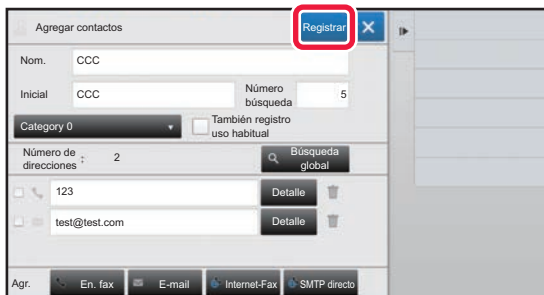 Agregar contactos Registrar
Nom. CCC
Inicial CCC Número búsqueda 5
Category 0 También registro uso habitual
Número de direcciones : 2 Búsqueda global
123 Detalle
test@test.com Detalle
Agr. En. fax E-mail Internet-Fax SMTP directo